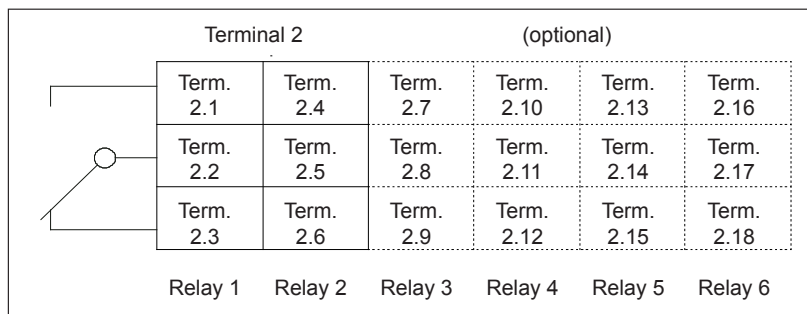 Terminal 2 (optional)
Term. Term. Term. Term. Term. Term.
2.1 2.4 2.7 2.10 2.13 2.16
Term. Term. Term. Term. Term. Term.
2.2 2.5 2.8 2.11 2.14 2.17
Term. Term. Term. Term. Term. Term.
2.3 2.6 2.9 2.12 2.15 2.18
Relay 1 Relay 2 Relay 3 Relay 4 Relay 5 Relay 6